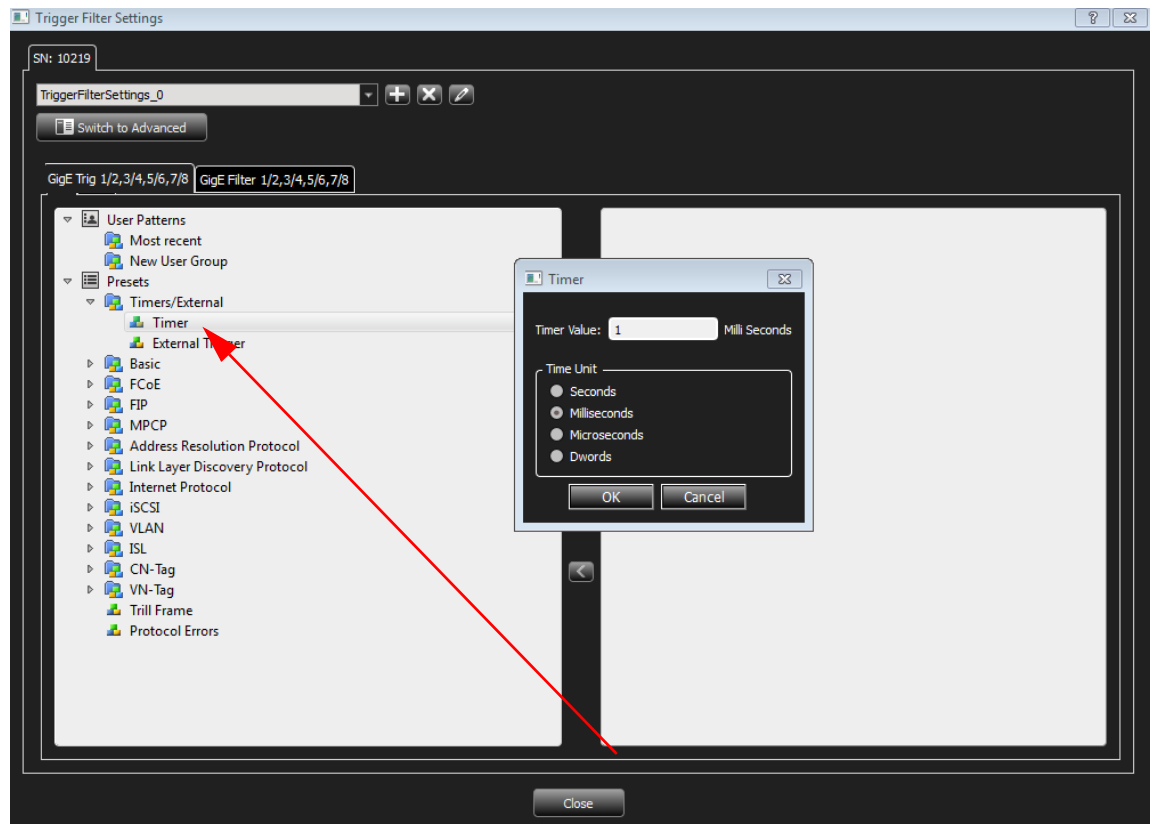 Trigger Filter Settings
SN: 10219
TriggerFilterSettings_0
Switch to Advanced
GigE Trig 1/2,3/4,5/6,7/8
GigE Filter 1/2,3/4,5/6,7/8
User Patterns
Most recent
New User Group
Presets
Timers/External
Timer
External
Basic
FCoE
FIP
MPCP
Address Resolution Protocol
Link Layer Discovery Protocol
Internet Protocol
iSCSI
VLAN
ISL
CN-Tag
VN-Tag
Trill Frame
Protocol Errors
Timer
Timer Value: 1 Milli Seconds
Time Unit
Seconds
Milliseconds
Microseconds
Dwords
OK Cancel
Close